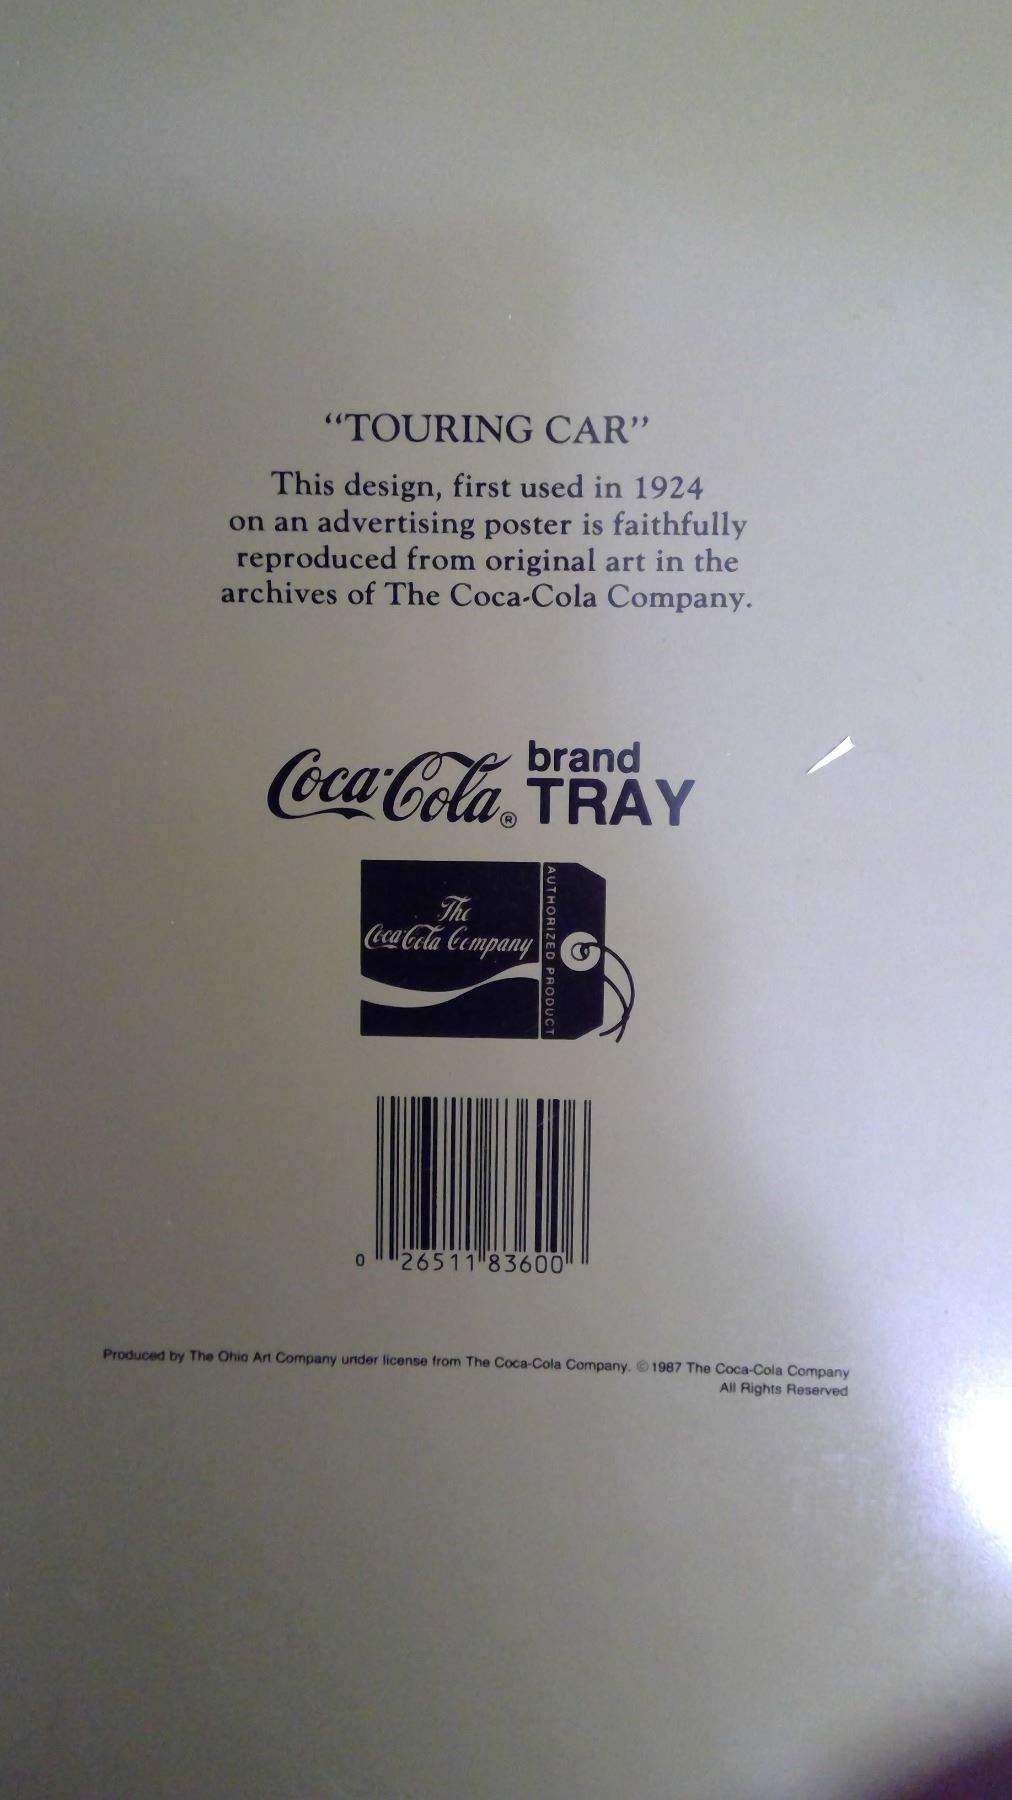 “TOURING CAR”
This design, first used in 1924
on an advertising poster is faithfully
reproduced from original art in the
archives of The Coca-Cola Company.
Coca-Cola® brand
TRAY
The
Coca-Cola Company
AUTHORIZED PRODUCT
0 26511 83600
Produced by The Ohio Art Company under license from The Coca-Cola Company. © 1987 The Coca-Cola Company
All Rights Reserved